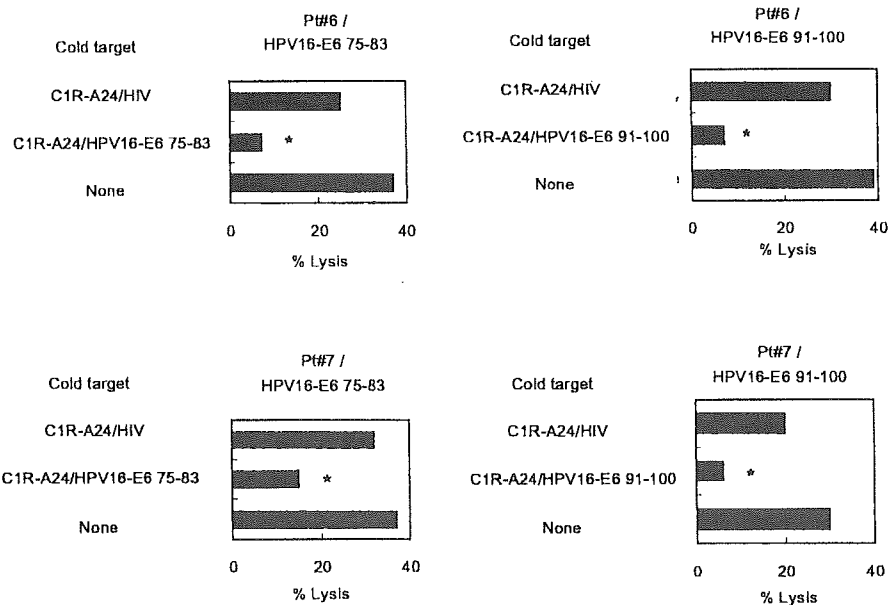 Pt#6 /
Cold target
HPV16-E6 75-83
C1R-A24/HIV
C1R-A24/HPV16-E6 75-83
*
None
0 20 40
% Lysis
Pt#6 /
Cold target
HPV16-E6 91-100
C1R-A24/HIV
C1R-A24/HPV16-E6 91-100
*
None
0 20 40
% Lysis
Pt#7 /
Cold target
HPV16-E6 75-83
C1R-A24/HIV
C1R-A24/HPV16-E6 75-83
*
None
0 20 40
% Lysis
Pt#7 /
Cold target
HPV16-E6 91-100
C1R-A24/HIV
C1R-A24/HPV16-E6 91-100
*
None
0 20 40
% Lysis